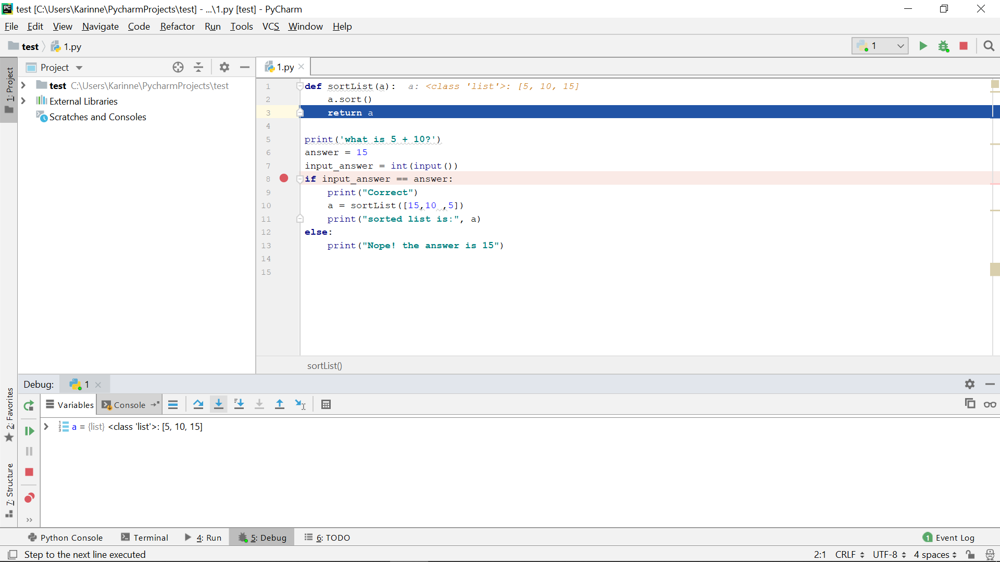 test [C:\Users\Karinne\PycharmProjects\test] - ...\1.py [test] - PyCharm
File Edit View Navigate Code Refactor Run Tools VCS Window Help
test 1.py
1
1: Project
Project
test C:\Users\Karinne\PycharmProjects\test
External Libraries
Scratches and Consoles
1.py
1 def sortList(a): a: <class 'list'>: [5, 10, 15]
2 a.sort()
3 return a
4
5 print('what is 5 + 10?')
6 answer = 15
7 input_answer = int(input())
8 if input_answer == answer:
9 print("Correct")
10 a = sortList([15,10 ,5])
11 print("sorted list is:", a)
12 else:
13 print("Nope! the answer is 15")
14
15
sortList()
2: Favorites
7: Structure
Debug: 1
Variables Console
a = {list} <class 'list'>: [5, 10, 15]
Python Console Terminal 4: Run 5: Debug 6: TODO 1 Event Log
Step to the next line executed 2:1 CRLF UTF-8 4 spaces